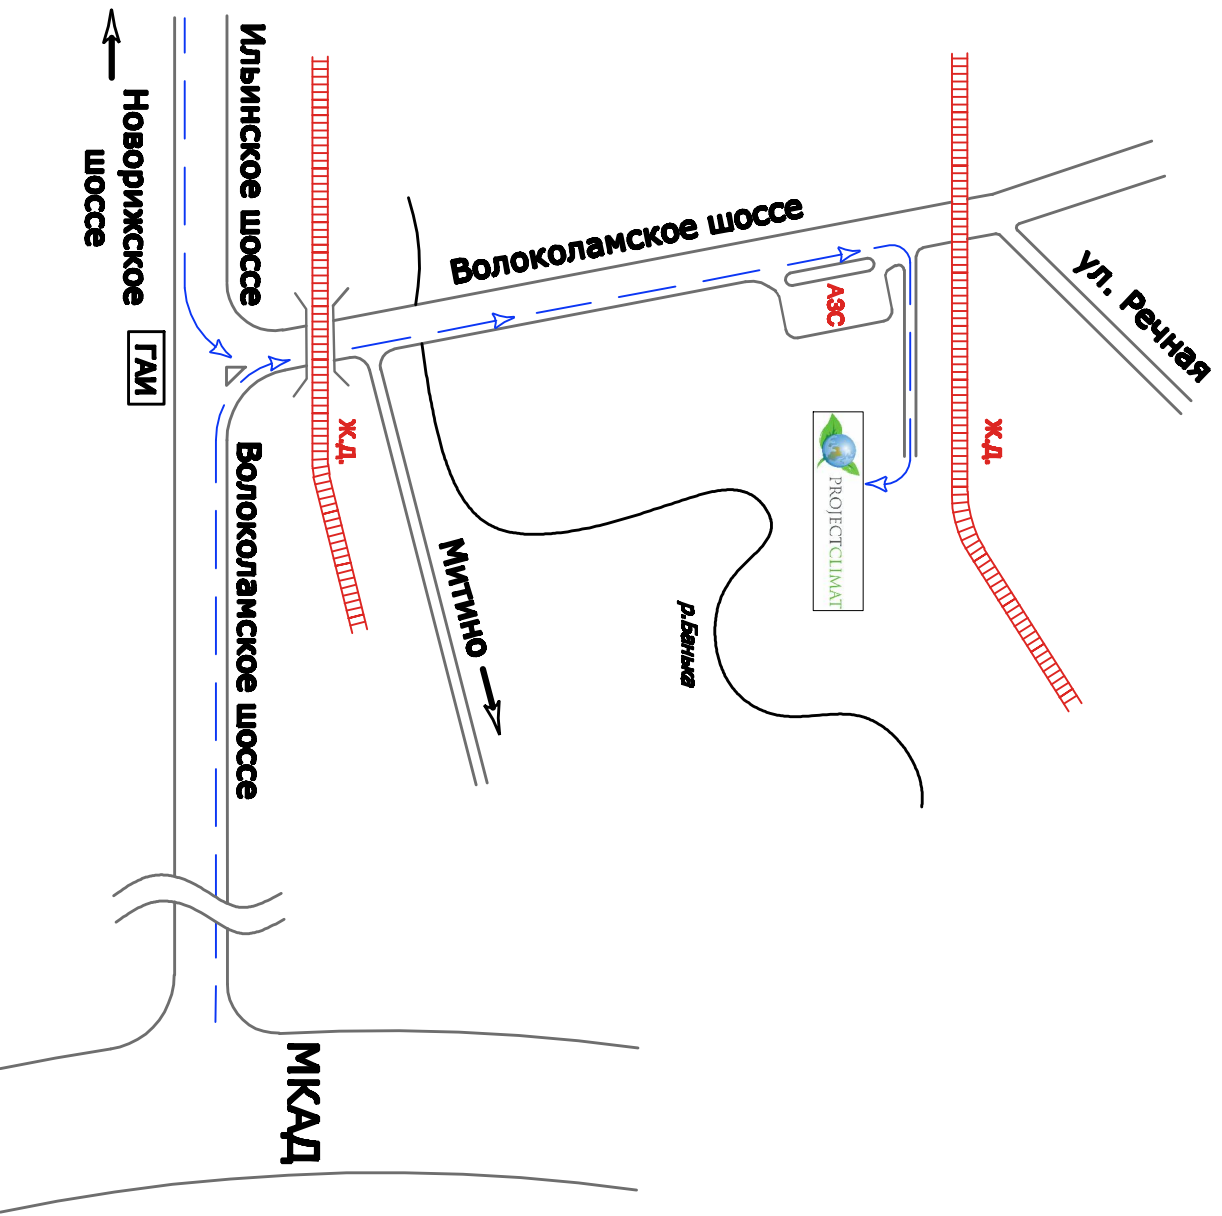 Ильинское шоссе
Новорижское
шоссе
ГАИ
Волоколамское шоссе
Волоколамское шоссе
АЗС
ул. Речная
Ж.Д.
Ж.Д.
PROJECTCLIMAT
Митино
р.Банька
МКАД